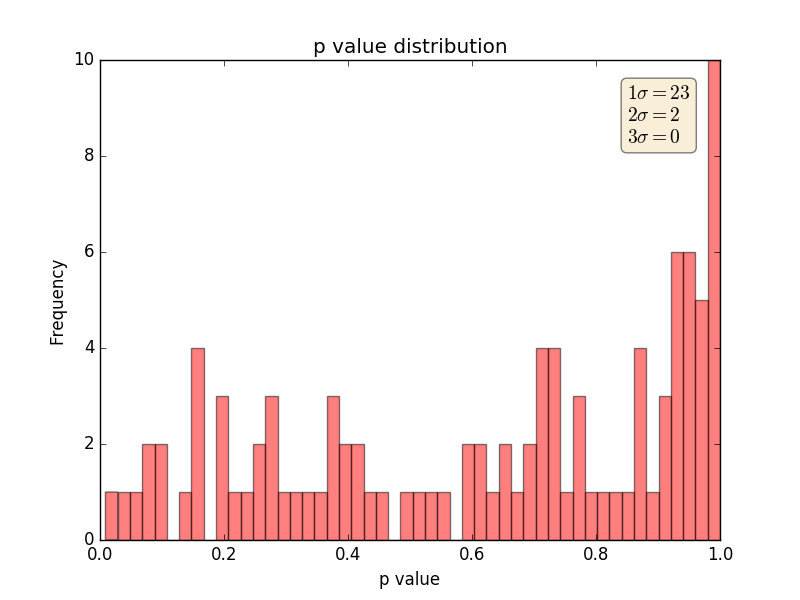 p value distribution
10
8
6
4
2
0
Frequency
1σ = 23
2σ = 2
3σ = 0
0.0 0.2 0.4 0.6 0.8 1.0
p value